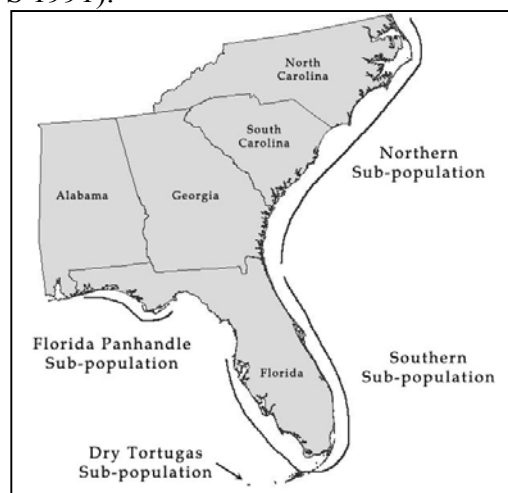 S 1991).
North
Carolina
South
Carolina
Northern
Sub-population
Alabama
Georgia
Florida Panhandle
Sub-population
Florida
Southern
Sub-population
Dry Tortugas
Sub-population